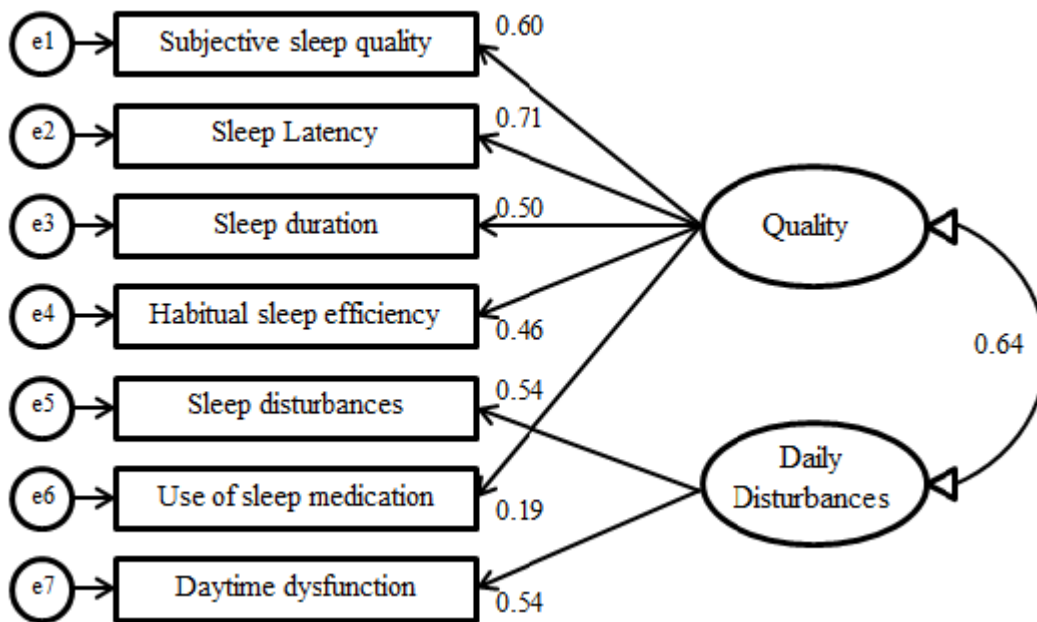 e1
Subjective sleep quality
0.60
e2
Sleep Latency
0.71
e3
Sleep duration
0.50
Quality
e4
Habitual sleep efficiency
0.46
0.64
e5
Sleep disturbances
0.54
Daily
Disturbances
e6
Use of sleep medication
0.19
e7
Daytime dysfunction
0.54